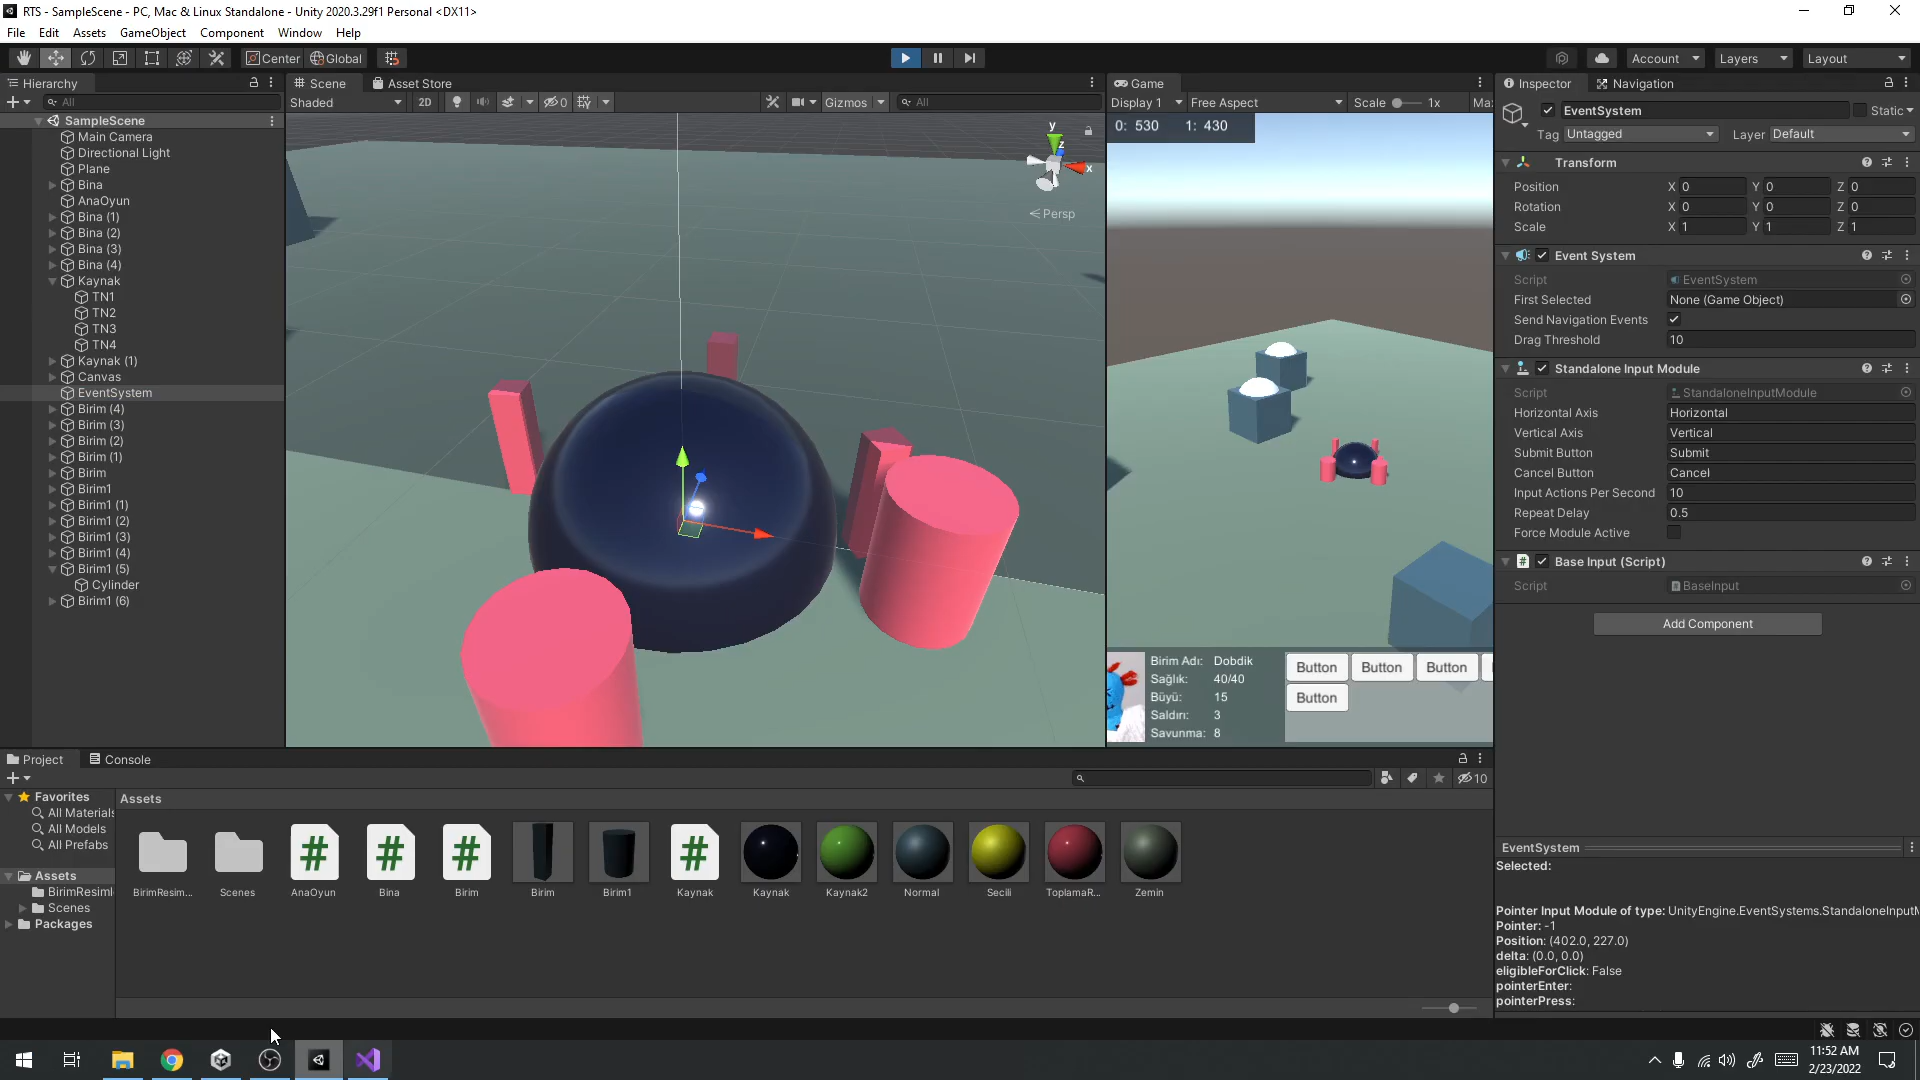 RTS - SampleScene - PC, Mac & Linux Standalone - Unity 2020.3.29f1 Personal <DX11>
File Edit Assets GameObject Component Window Help
Center Global Account Layers Layout
Hierarchy
All
SampleScene
Main Camera
Directional Light
Plane
Bina
AnaOyun
Bina (1)
Bina (2)
Bina (3)
Bina (4)
Kaynak
TN1
TN2
TN3
TN4
Kaynak (1)
Canvas
EventSystem
Birim (4)
Birim (3)
Birim (2)
Birim (1)
Birim
Birim1
Birim1 (1)
Birim1 (2)
Birim1 (3)
Birim1 (4)
Birim1 (5)
Cylinder
Birim1 (6)
Scene Asset Store
Shaded 2D 0 Gizmos All
y
z
x
Persp
Game
Display 1 Free Aspect Scale 1x Ma
0: 530 1: 430
Birim Adı: Dobdik
Sağlık: 40/40
Büyü: 15
Saldırı: 3
Savunma: 8
Button Button Button
Button
Inspector Navigation
EventSystem Static
Tag Untagged Layer Default
Transform
Position X 0 Y 0 Z 0
Rotation X 0 Y 0 Z 0
Scale X 1 Y 1 Z 1
Event System
Script EventSystem
First Selected None (Game Object)
Send Navigation Events
Drag Threshold 10
Standalone Input Module
Script StandaloneInputModule
Horizontal Axis Horizontal
Vertical Axis Vertical
Submit Button Submit
Cancel Button Cancel
Input Actions Per Second 10
Repeat Delay 0.5
Force Module Active
Base Input (Script)
Script BaseInput
Add Component
EventSystem
Selected:
Pointer Input Module of type: UnityEngine.EventSystems.StandaloneInputM
Pointer: -1
Position: (402.0, 227.0)
delta: (0.0, 0.0)
eligibleForClick: False
pointerEnter:
pointerPress:
Project Console
10
Favorites
All Materials
All Models
All Prefabs
Assets
BirimResiml
Scenes
Packages
Assets
BirimResim... Scenes AnaOyun Bina Birim Birim Birim1 Kaynak Kaynak Kaynak2 Normal Secili ToplamaR... Zemin
11:52 AM
2/23/2022